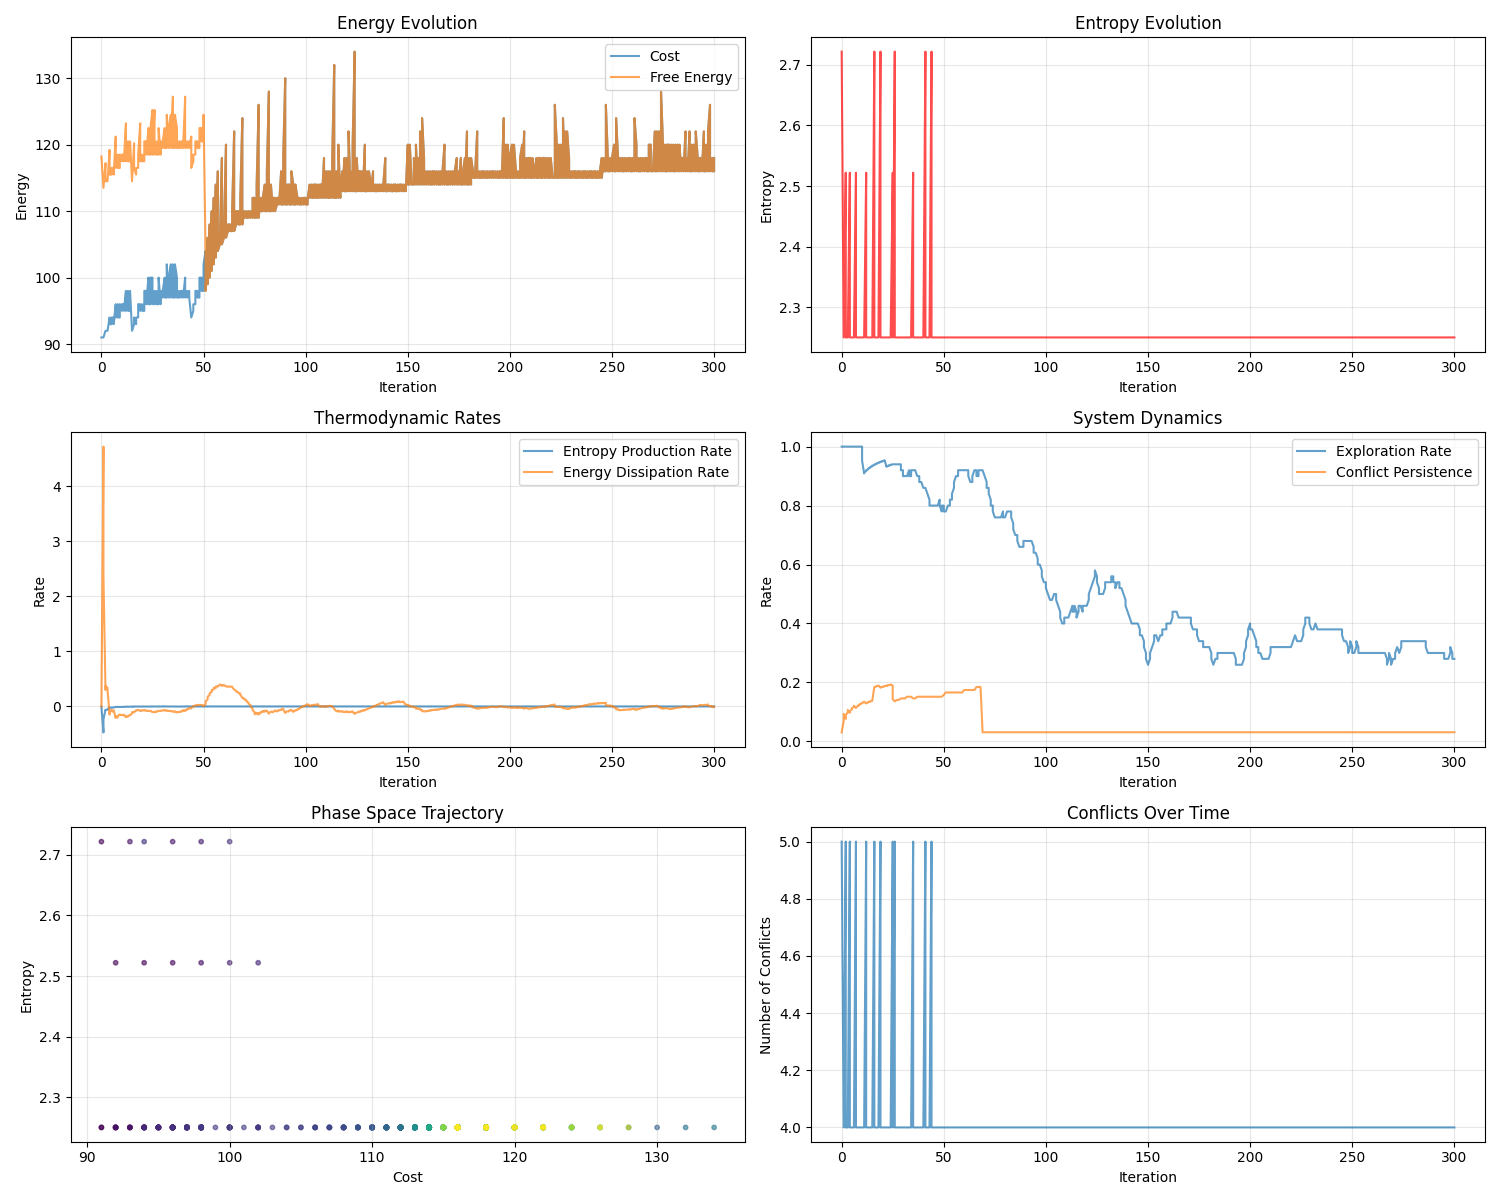 Energy Evolution
Energy
130
120
110
100
90
Cost
Free Energy
0 50 100 150 200 250 300
Iteration
Entropy Evolution
Entropy
2.7
2.6
2.5
2.4
2.3
0 50 100 150 200 250 300
Iteration
Thermodynamic Rates
Rate
4
3
2
1
0
Entropy Production Rate
Energy Dissipation Rate
0 50 100 150 200 250 300
Iteration
System Dynamics
Rate
1.0
0.8
0.6
0.4
0.2
0.0
Exploration Rate
Conflict Persistence
0 50 100 150 200 250 300
Iteration
Phase Space Trajectory
Entropy
2.7
2.6
2.5
2.4
2.3
90 100 110 120 130
Cost
Conflicts Over Time
Number of Conflicts
5.0
4.8
4.6
4.4
4.2
4.0
0 50 100 150 200 250 300
Iteration